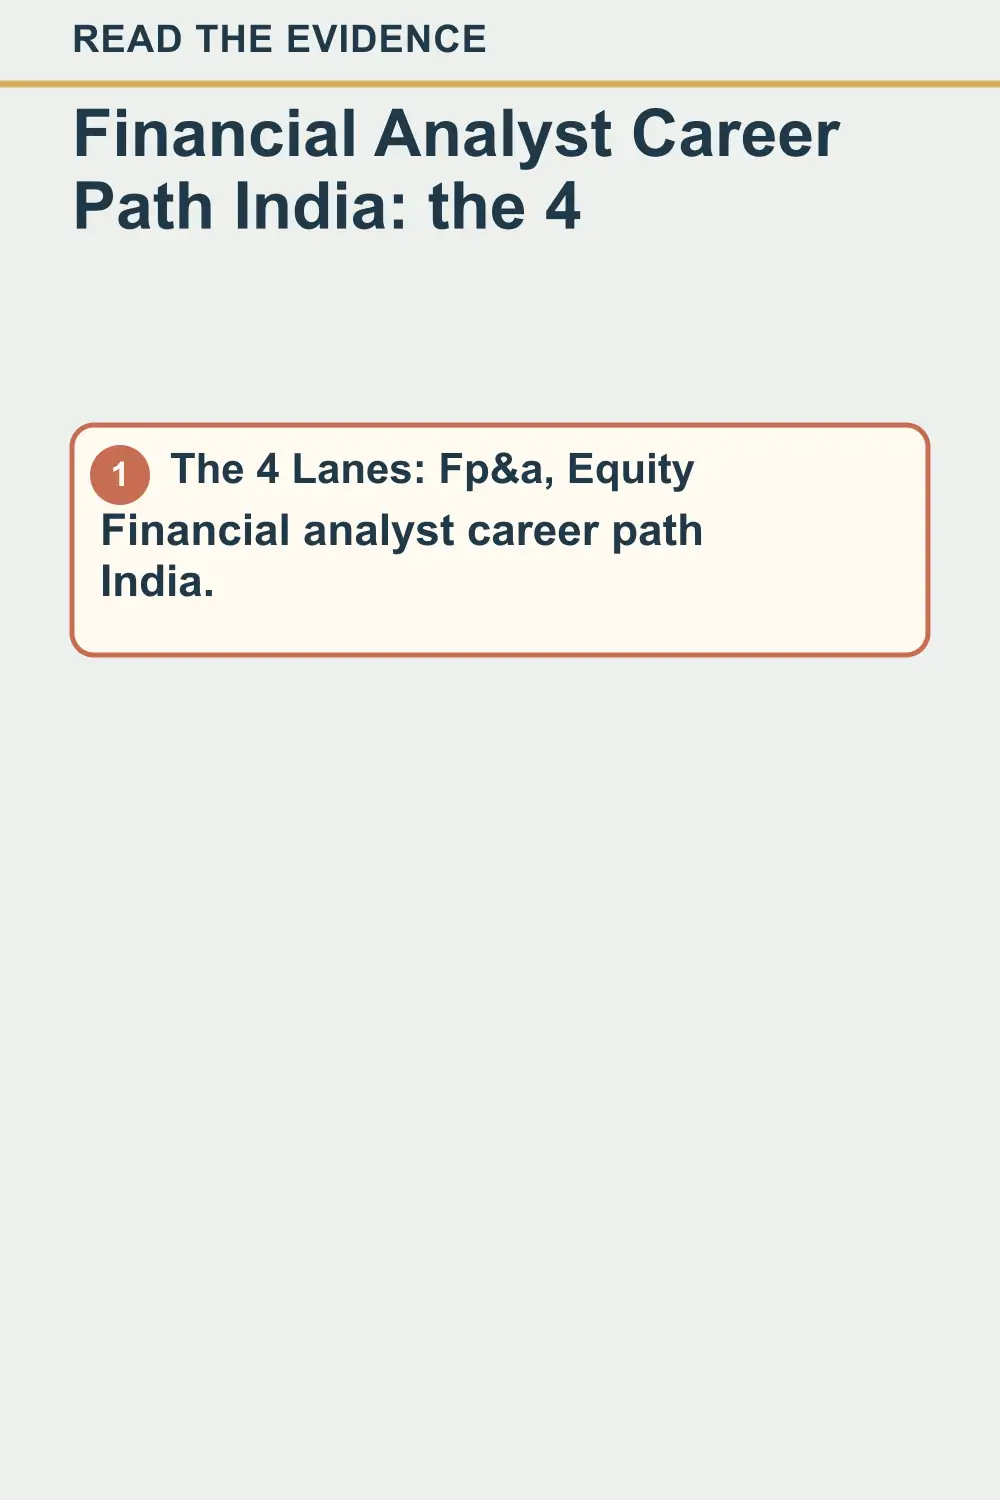 READ THE EVIDENCE
Financial Analyst Career
Path India: the 4
1 The 4 Lanes: Fp&a, Equity
Financial analyst career path
India.